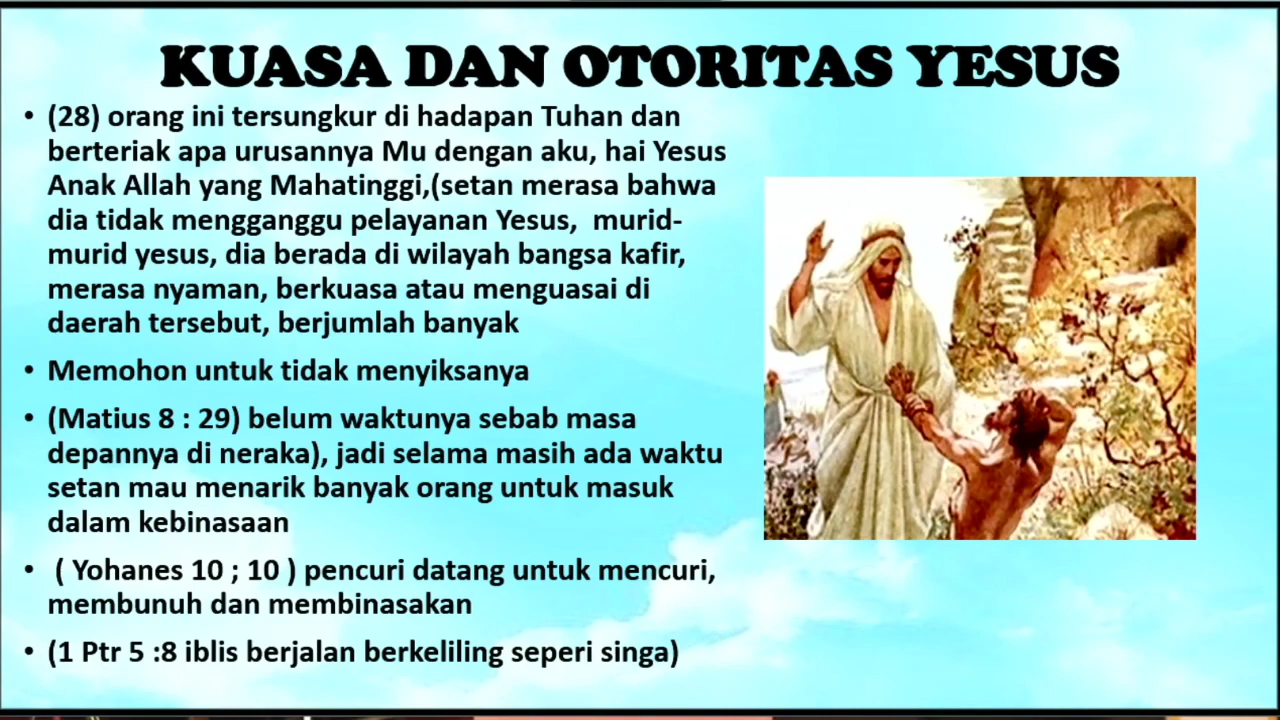 KUASA DAN OTORITAS YESUS
• (28) orang ini tersungkur di hadapan Tuhan dan
berteriak apa urusannya Mu dengan aku, hai Yesus
Anak Allah yang Mahatinggi,(setan merasa bahwa
dia tidak mengganggu pelayanan Yesus,  murid-
murid yesus, dia berada di wilayah bangsa kafir,
merasa nyaman, berkuasa atau menguasai di
daerah tersebut, berjumlah banyak
• Memohon untuk tidak menyiksanya
• (Matius 8 : 29) belum waktunya sebab masa
depannya di neraka), jadi selama masih ada waktu
setan mau menarik banyak orang untuk masuk
dalam kebinasaan
• ( Yohanes 10 ; 10 ) pencuri datang untuk mencuri,
membunuh dan membinasakan
• (1 Ptr 5 :8 iblis berjalan berkeliling seperi singa)